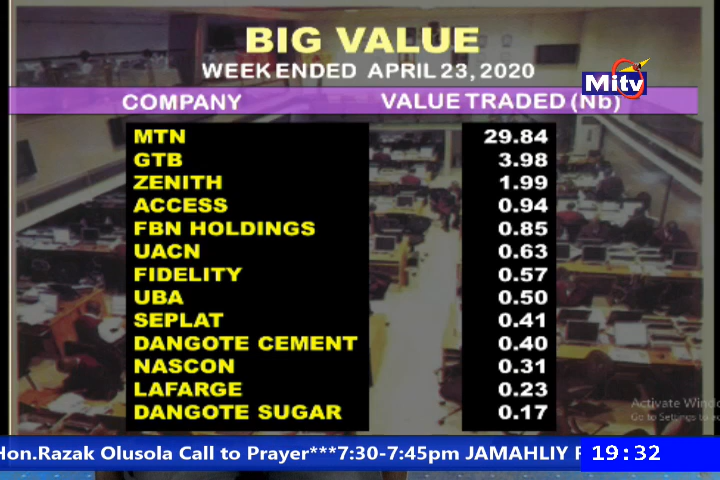 BIG VALUE
WEEK ENDED APRIL 23, 2020
Mitv
COMPANY VALUE TRADED (Nb)
MTN 29.84
GTB 3.98
ZENITH 1.99
ACCESS 0.94
FBN HOLDINGS 0.85
UACN 0.63
FIDELITY 0.57
UBA 0.50
SEPLAT 0.41
DANGOTE CEMENT 0.40
NASCON 0.31
LAFARGE 0.23
DANGOTE SUGAR 0.17
Activate Windo
Go to Settings to ac
Hon.Razak Olusola Call to Prayer***7:30-7:45pm JAMAHLIY 19:32